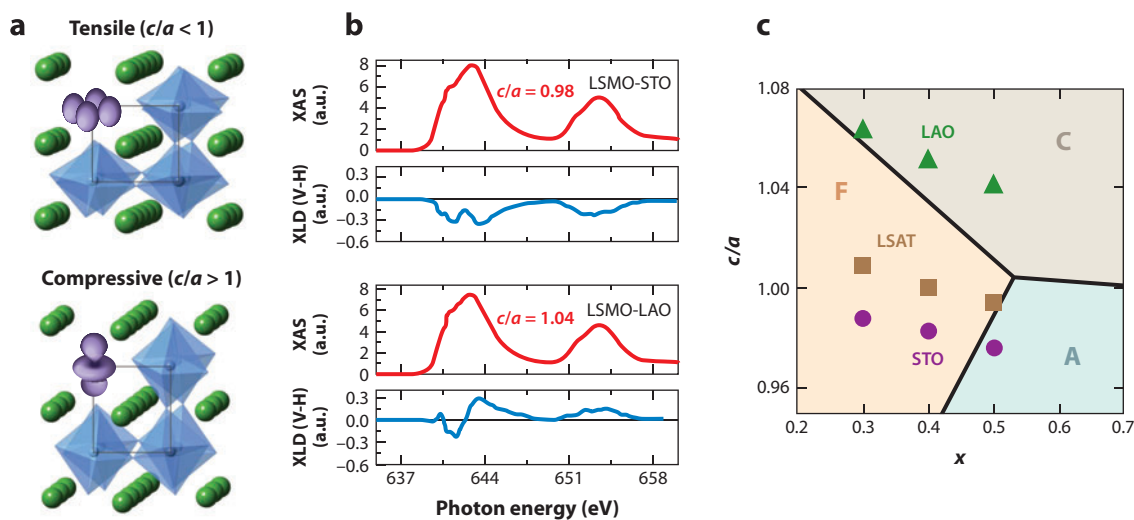 a
Tensile (c/a < 1)
Compressive (c/a > 1)
b
XAS
(a.u.)
8
6
4
2
0
c/a = 0.98
LSMO-STO
XLD (V-H)
(a.u.)
0.3
0.0
−0.3
−0.6
XAS
(a.u.)
8
6
4
2
0
c/a = 1.04
LSMO-LAO
XLD (V-H)
(a.u.)
0.3
0.0
−0.3
−0.6
637 644 651 658
Photon energy (eV)
c
c/a
1.08
1.04
1.00
0.96
LAO
C
F
LSAT
STO
A
0.2 0.3 0.4 0.5 0.6 0.7
x